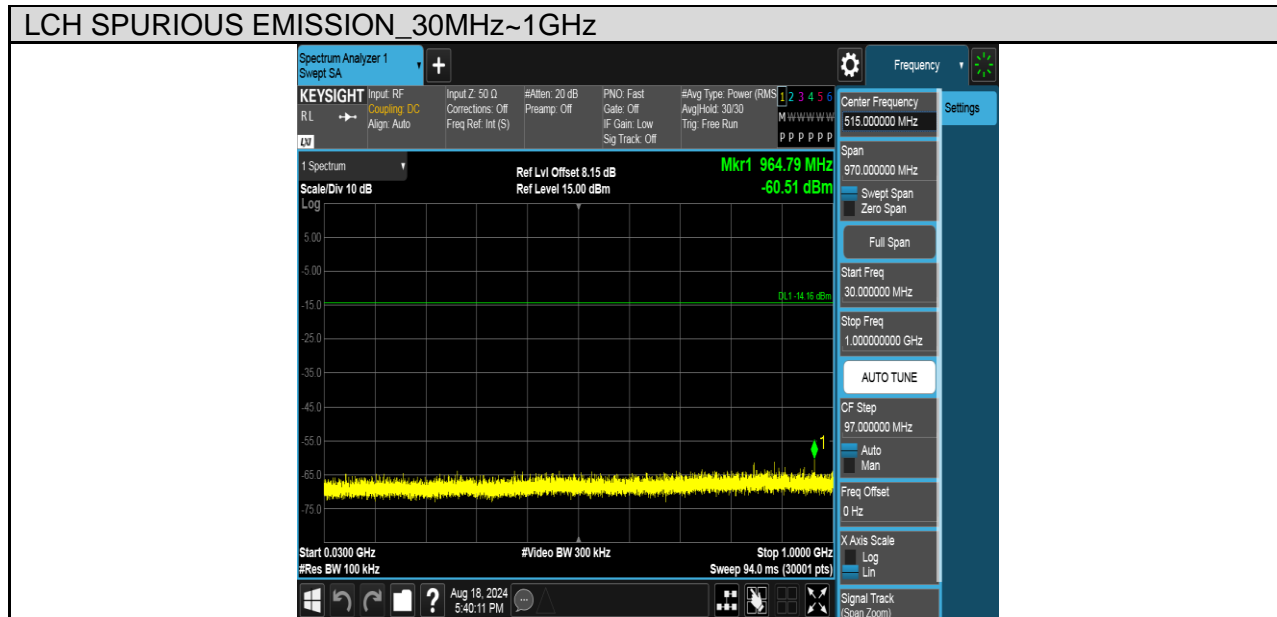 LCH SPURIOUS EMISSION_30MHz~1GHz
Spectrum Analyzer 1
Swept SA
+
Frequency
KEYSIGHT
RL
LXI
Input: RF
Coupling: DC
Align: Auto
Input Z: 50 Ω
Corrections: Off
Freq Ref: Int (S)
#Atten: 20 dB
Preamp: Off
PNO: Fast
Gate: Off
IF Gain: Low
Sig Track: Off
#Avg Type: Power (RMS
Avg|Hold: 30/30
Trig: Free Run
1 2 3 4 5 6
M W W W W W
P P P P P P
1 Spectrum
Scale/Div 10 dB
Log
Ref Lvl Offset 8.15 dB
Ref Level 15.00 dBm
Mkr1 964.79 MHz
-60.51 dBm
5.00
-5.00
-15.0
-25.0
-35.0
-45.0
-55.0
-65.0
-75.0
DL1 -14.16 dBm
1
Start 0.0300 GHz
#Res BW 100 kHz
#Video BW 300 kHz
Stop 1.0000 GHz
Sweep 94.0 ms (30001 pts)
?
Aug 18, 2024
5:40:11 PM
Center Frequency
515.000000 MHz
Span
970.000000 MHz
Swept Span
Zero Span
Full Span
Start Freq
30.000000 MHz
Stop Freq
1.000000000 GHz
AUTO TUNE
CF Step
97.000000 MHz
Auto
Man
Freq Offset
0 Hz
X Axis Scale
Log
Lin
Signal Track
(Span Zoom)
Settings